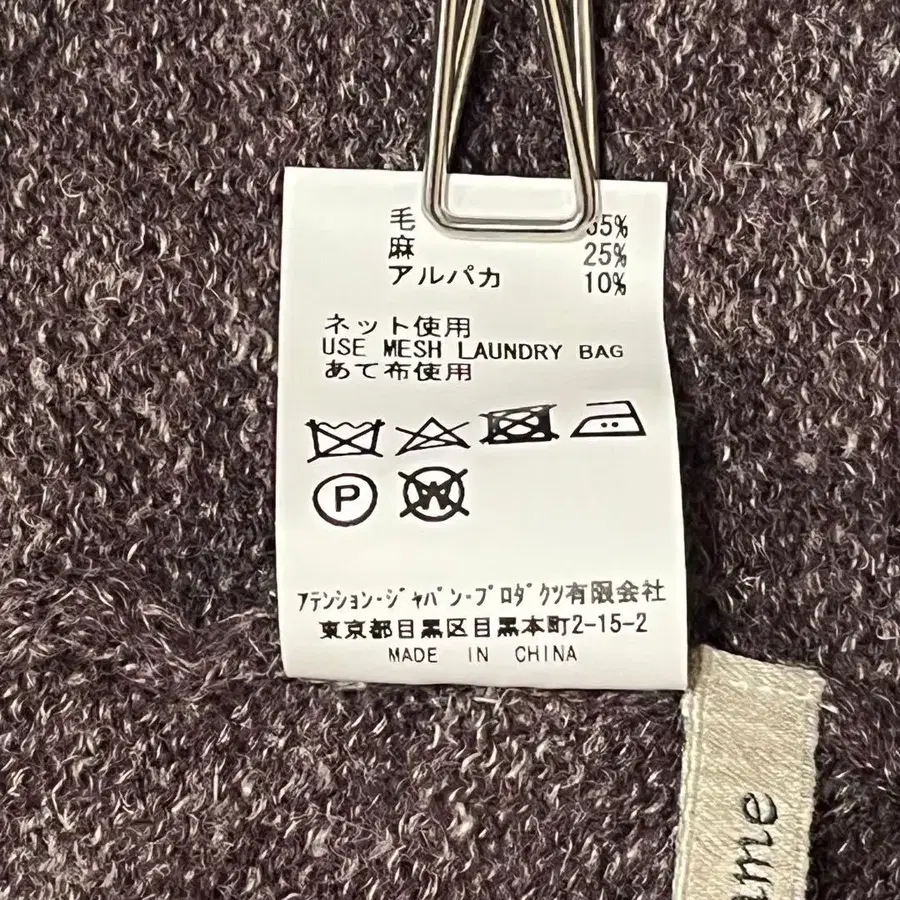 毛
麻 25%
アルパカ 10%
ネット使用
USE MESH LAUNDRY BAG
あて布使用
P
W
ｱﾃﾝｼｮﾝ･ｼﾞｬﾊﾟﾝ･ﾌﾟﾛﾀﾞｸﾂ有限会社
東京都目黒区目黒本町2-15-2
MADE IN CHINA
ame